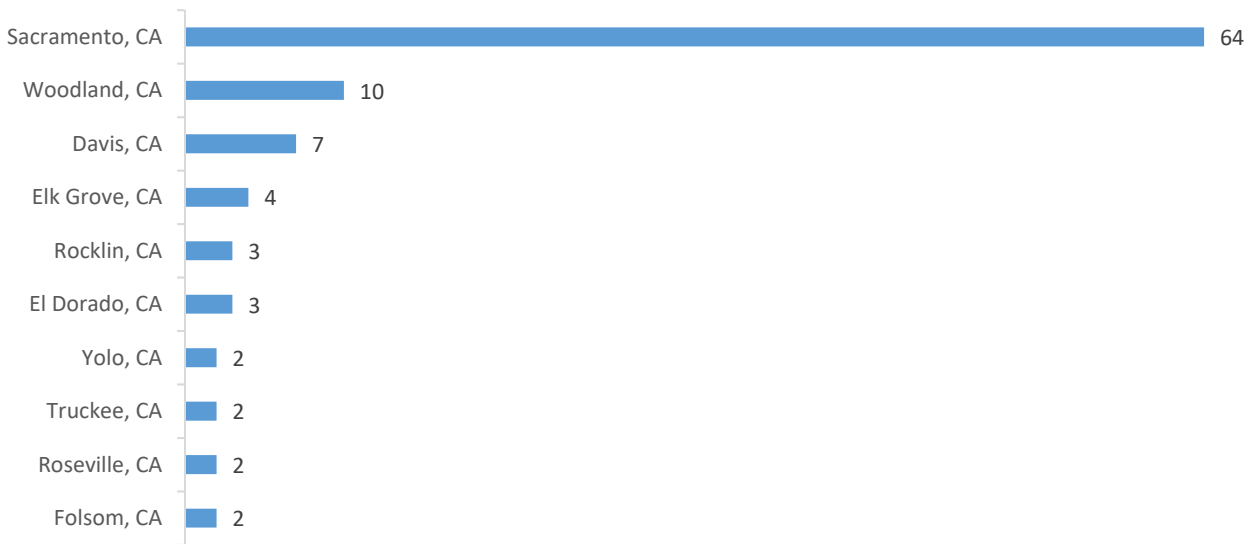 Sacramento, CA 64
Woodland, CA 10
Davis, CA 7
Elk Grove, CA 4
Rocklin, CA 3
El Dorado, CA 3
Yolo, CA 2
Truckee, CA 2
Roseville, CA 2
Folsom, CA 2